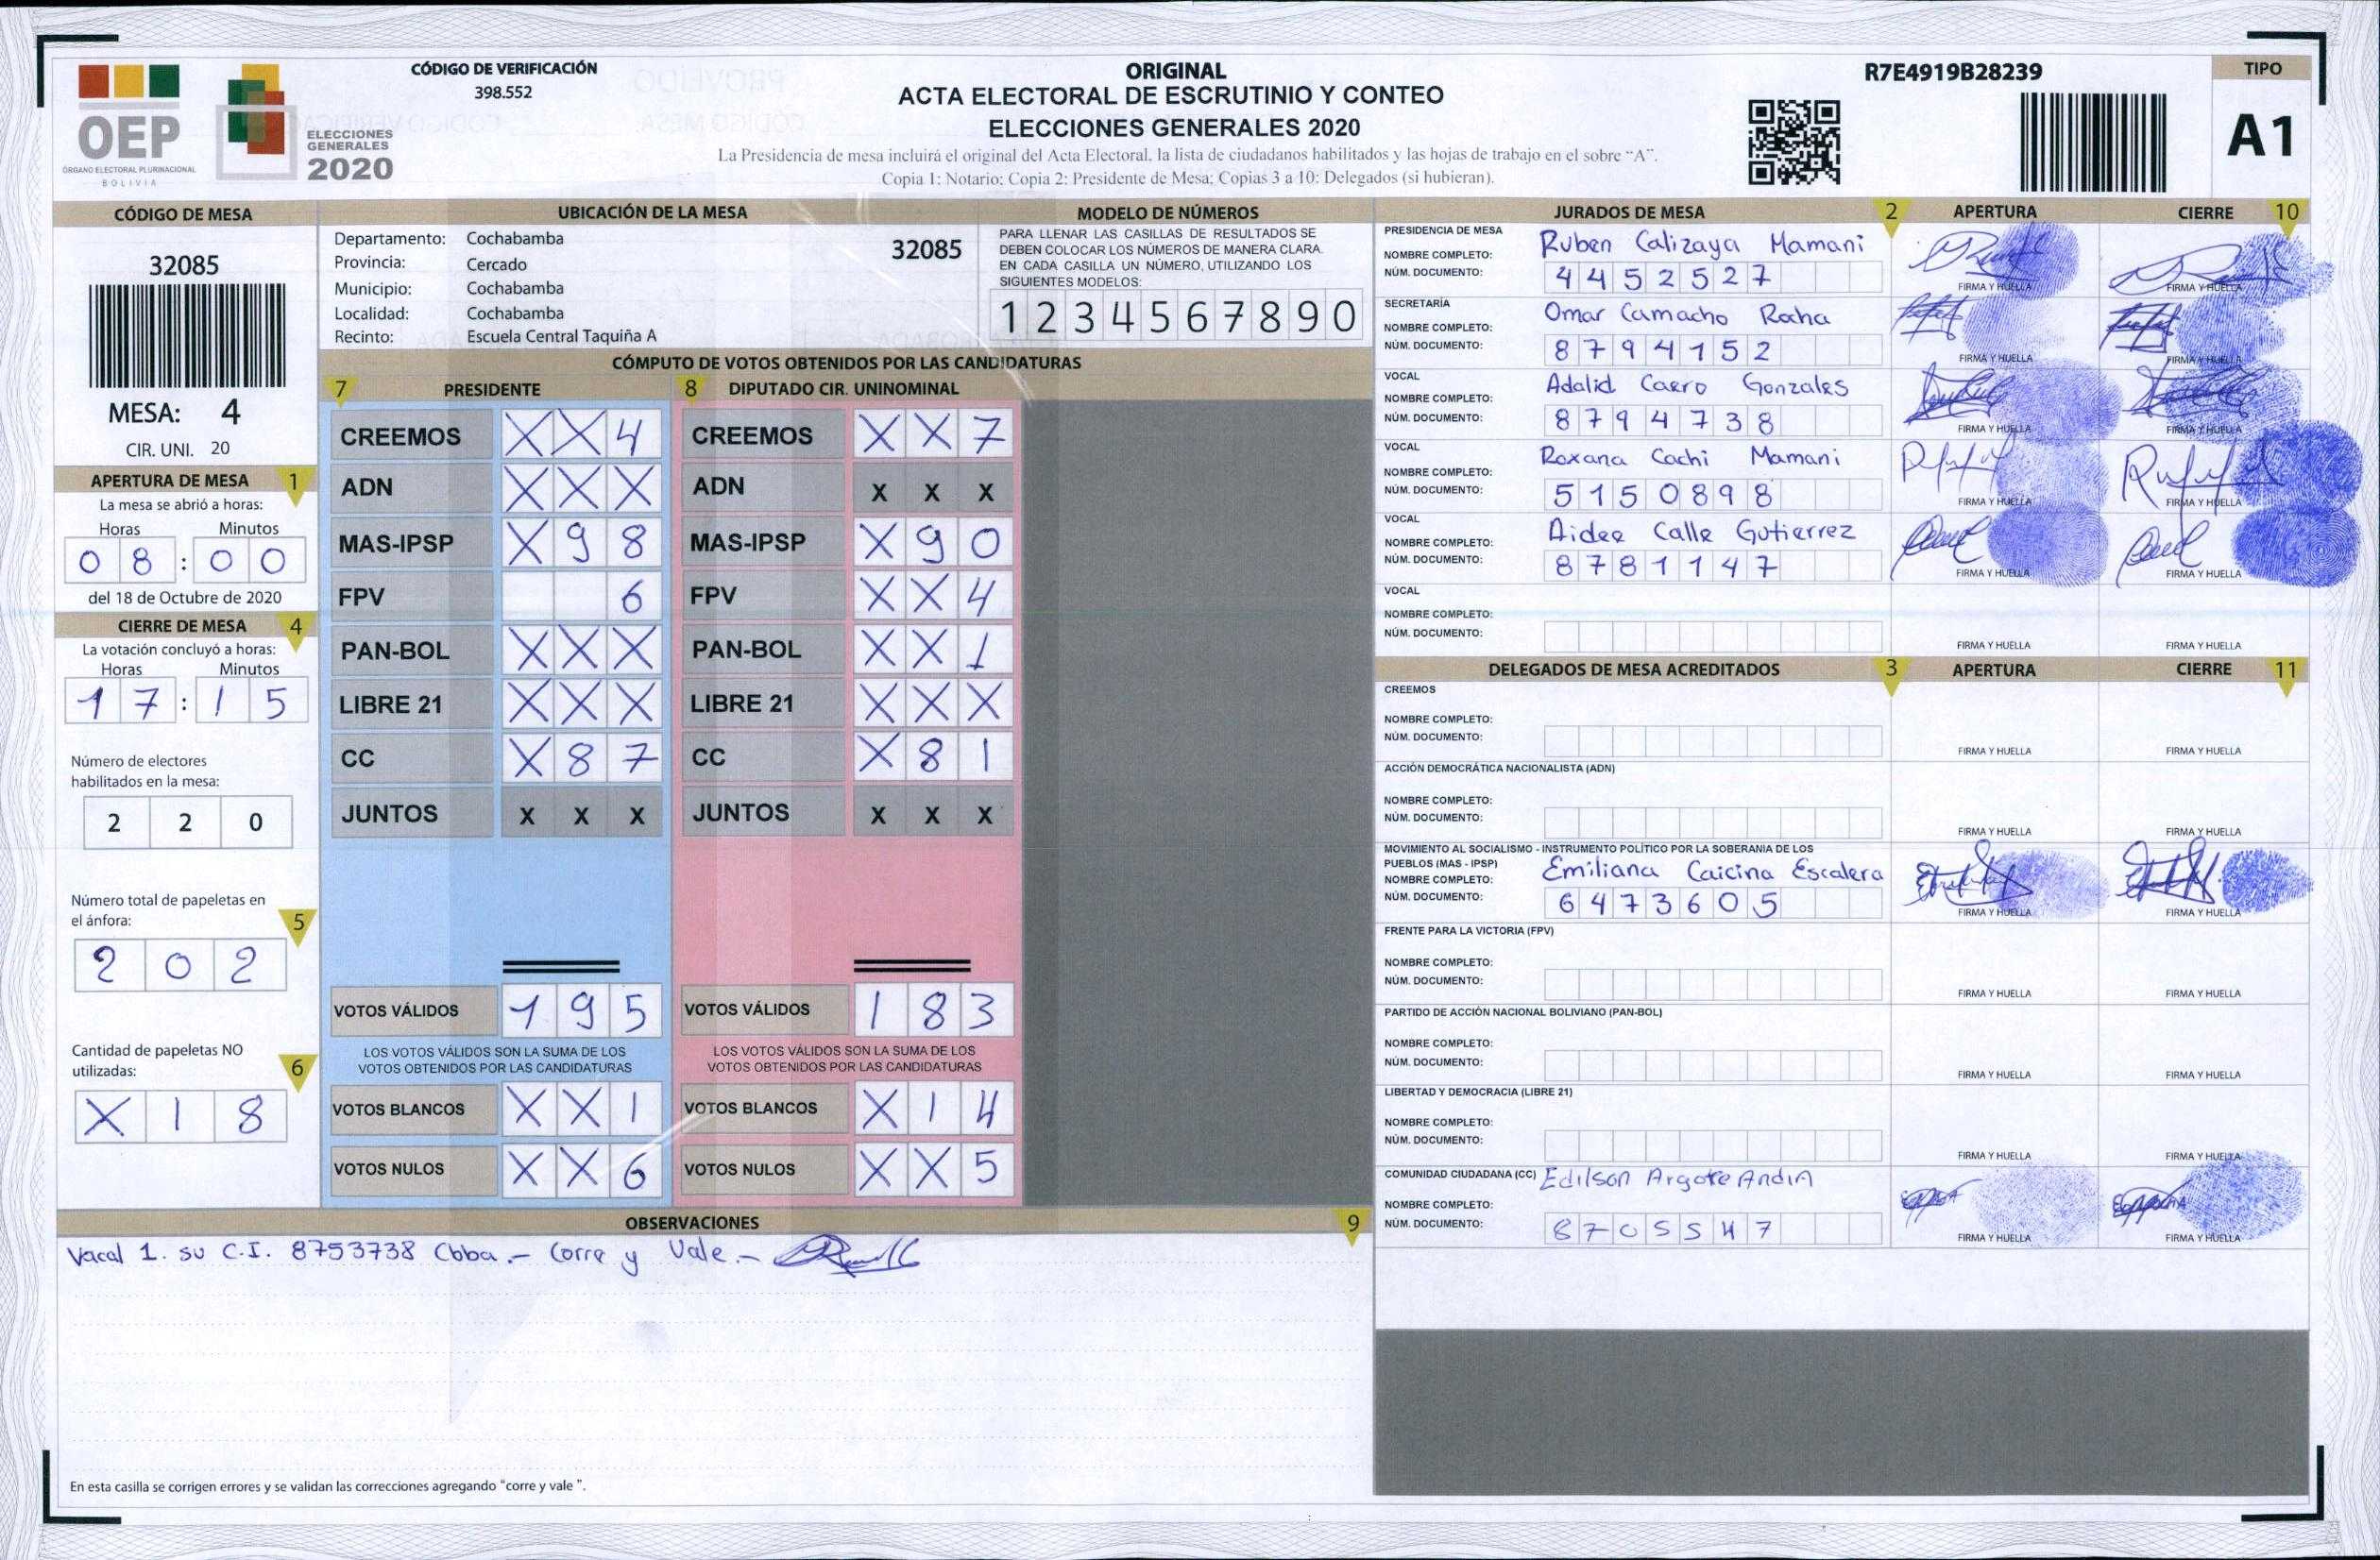 CÓDIGO DE VERIFICACIÓN
398.552
OEP
ÓRGANO ELECTORAL PLURINACIONAL
BOLIVIA
ELECCIONES
GENERALES
2020
ORIGINAL
ACTA ELECTORAL DE ESCRUTINIO Y CONTEO
ELECCIONES GENERALES 2020
La Presidencia de mesa incluirá el original del Acta Electoral, la lista de ciudadanos habilitados y las hojas de trabajo en el sobre "A".
Copia 1: Notario; Copia 2: Presidente de Mesa; Copias 3 a 10: Delegados (si hubieran).
R7E4919B28239
TIPO
A1
CÓDIGO DE MESA
32085
MESA: 4
CIR. UNI. 20
APERTURA DE MESA 1
La mesa se abrió a horas:
Horas Minutos
0 8 : 0 0
del 18 de Octubre de 2020
CIERRE DE MESA 4
La votación concluyó a horas:
Horas Minutos
1 7 : 1 5
Número de electores
habilitados en la mesa:
2 2 0
Número total de papeletas en
el ánfora: 5
2 0 2
Cantidad de papeletas NO
utilizadas: 6
X 1 8
UBICACIÓN DE LA MESA
Departamento: Cochabamba 32085
Provincia: Cercado
Municipio: Cochabamba
Localidad: Cochabamba
Recinto: Escuela Central Taquiña A
MODELO DE NÚMEROS
PARA LLENAR LAS CASILLAS DE RESULTADOS SE
DEBEN COLOCAR LOS NÚMEROS DE MANERA CLARA.
EN CADA CASILLA UN NÚMERO, UTILIZANDO LOS
SIGUIENTES MODELOS:
1 2 3 4 5 6 7 8 9 0
CÓMPUTO DE VOTOS OBTENIDOS POR LAS CANDIDATURAS
7 PRESIDENTE
CREEMOS X X 4
ADN X X X
MAS-IPSP X 9 8
FPV 6
PAN-BOL X X X
LIBRE 21 X X X
CC X 8 7
JUNTOS X X X
VOTOS VÁLIDOS 1 9 5
LOS VOTOS VÁLIDOS SON LA SUMA DE LOS
VOTOS OBTENIDOS POR LAS CANDIDATURAS
VOTOS BLANCOS X X 1
VOTOS NULOS X X 6
8 DIPUTADO CIR. UNINOMINAL
CREEMOS X X 7
ADN X X X
MAS-IPSP X 9 0
FPV X X 4
PAN-BOL X X 1
LIBRE 21 X X X
CC X 8 1
JUNTOS X X X
VOTOS VÁLIDOS 1 8 3
LOS VOTOS VÁLIDOS SON LA SUMA DE LOS
VOTOS OBTENIDOS POR LAS CANDIDATURAS
VOTOS BLANCOS X 1 4
VOTOS NULOS X X 5
OBSERVACIONES 9
Vacal 1. su C.I. 8753738 Cbba.- Corre y Vale.-
En esta casilla se corrigen errores y se validan las correcciones agregando "corre y vale ".
JURADOS DE MESA 2 APERTURA CIERRE 10
PRESIDENCIA DE MESA
NOMBRE COMPLETO: Ruben Calizaya Mamani
NÚM. DOCUMENTO: 4 4 5 2 5 2 7
FIRMA Y HUELLA FIRMA Y HUELLA
SECRETARÍA
NOMBRE COMPLETO: Omar Camacho Rocha
NÚM. DOCUMENTO: 8 7 9 4 1 5 2
FIRMA Y HUELLA FIRMA Y HUELLA
VOCAL
NOMBRE COMPLETO: Adalid Caero Gonzales
NÚM. DOCUMENTO: 8 7 9 4 7 3 8
FIRMA Y HUELLA FIRMA Y HUELLA
VOCAL
NOMBRE COMPLETO: Roxana Cachi Mamani
NÚM. DOCUMENTO: 5 1 5 0 8 9 8
FIRMA Y HUELLA FIRMA Y HUELLA
VOCAL
NOMBRE COMPLETO: Aidee Calle Gutierrez
NÚM. DOCUMENTO: 8 7 8 1 1 4 7
FIRMA Y HUELLA FIRMA Y HUELLA
VOCAL
NOMBRE COMPLETO:
NÚM. DOCUMENTO:
FIRMA Y HUELLA FIRMA Y HUELLA
DELEGADOS DE MESA ACREDITADOS 3 APERTURA CIERRE 11
CREEMOS
NOMBRE COMPLETO:
NÚM. DOCUMENTO:
FIRMA Y HUELLA FIRMA Y HUELLA
ACCIÓN DEMOCRÁTICA NACIONALISTA (ADN)
NOMBRE COMPLETO:
NÚM. DOCUMENTO:
FIRMA Y HUELLA FIRMA Y HUELLA
MOVIMIENTO AL SOCIALISMO - INSTRUMENTO POLÍTICO POR LA SOBERANIA DE LOS
PUEBLOS (MAS - IPSP)
NOMBRE COMPLETO: Emiliana Caicina Escalera
NÚM. DOCUMENTO: 6 4 7 3 6 0 5
FIRMA Y HUELLA FIRMA Y HUELLA
FRENTE PARA LA VICTORIA (FPV)
NOMBRE COMPLETO:
NÚM. DOCUMENTO:
FIRMA Y HUELLA FIRMA Y HUELLA
PARTIDO DE ACCIÓN NACIONAL BOLIVIANO (PAN-BOL)
NOMBRE COMPLETO:
NÚM. DOCUMENTO:
FIRMA Y HUELLA FIRMA Y HUELLA
LIBERTAD Y DEMOCRACIA (LIBRE 21)
NOMBRE COMPLETO:
NÚM. DOCUMENTO:
FIRMA Y HUELLA FIRMA Y HUELLA
COMUNIDAD CIUDADANA (CC) Edilson Argote Andia
NOMBRE COMPLETO:
NÚM. DOCUMENTO: 8 7 0 5 5 4 7
FIRMA Y HUELLA FIRMA Y HUELLA